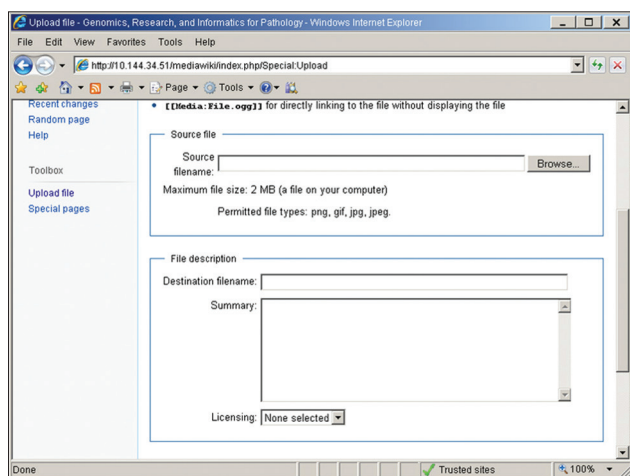 Upload file - Genomics, Research, and Informatics for Pathology - Windows Internet Explorer
File Edit View Favorites Tools Help
http://10.144.34.51/mediawiki/index.php/Special:Upload
Page Tools
Recent changes
Random page
Help
Toolbox
Upload file
Special pages
• [[Media:File.ogg]] for directly linking to the file without displaying the file
Source file
Source filename:
Browse...
Maximum file size: 2 MB (a file on your computer)
Permitted file types: png, gif, jpg, jpeg.
File description
Destination filename:
Summary:
Licensing: None selected
Done
Trusted sites
100%